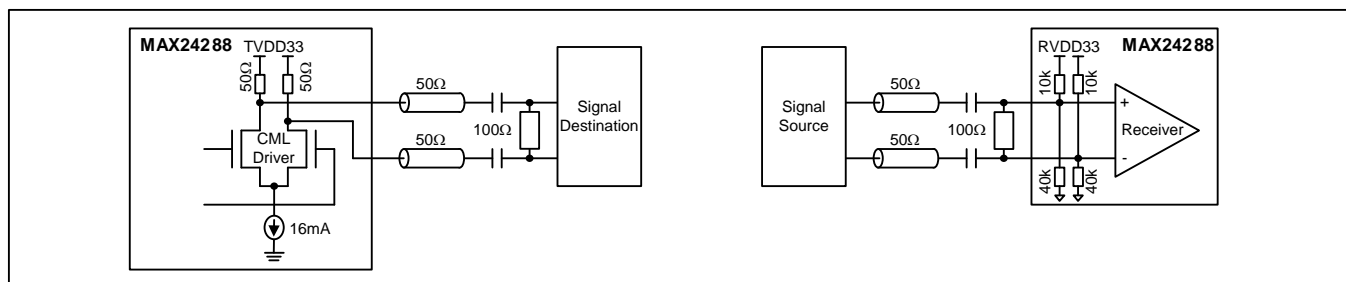 MAX24288 TVDD33
50Ω
50Ω
CML
Driver
16mA
50Ω
50Ω
100Ω
Signal
Destination
Signal
Source
50Ω
50Ω
100Ω
RVDD33 MAX24288
10k
10k
+
Receiver
-
40k
40k